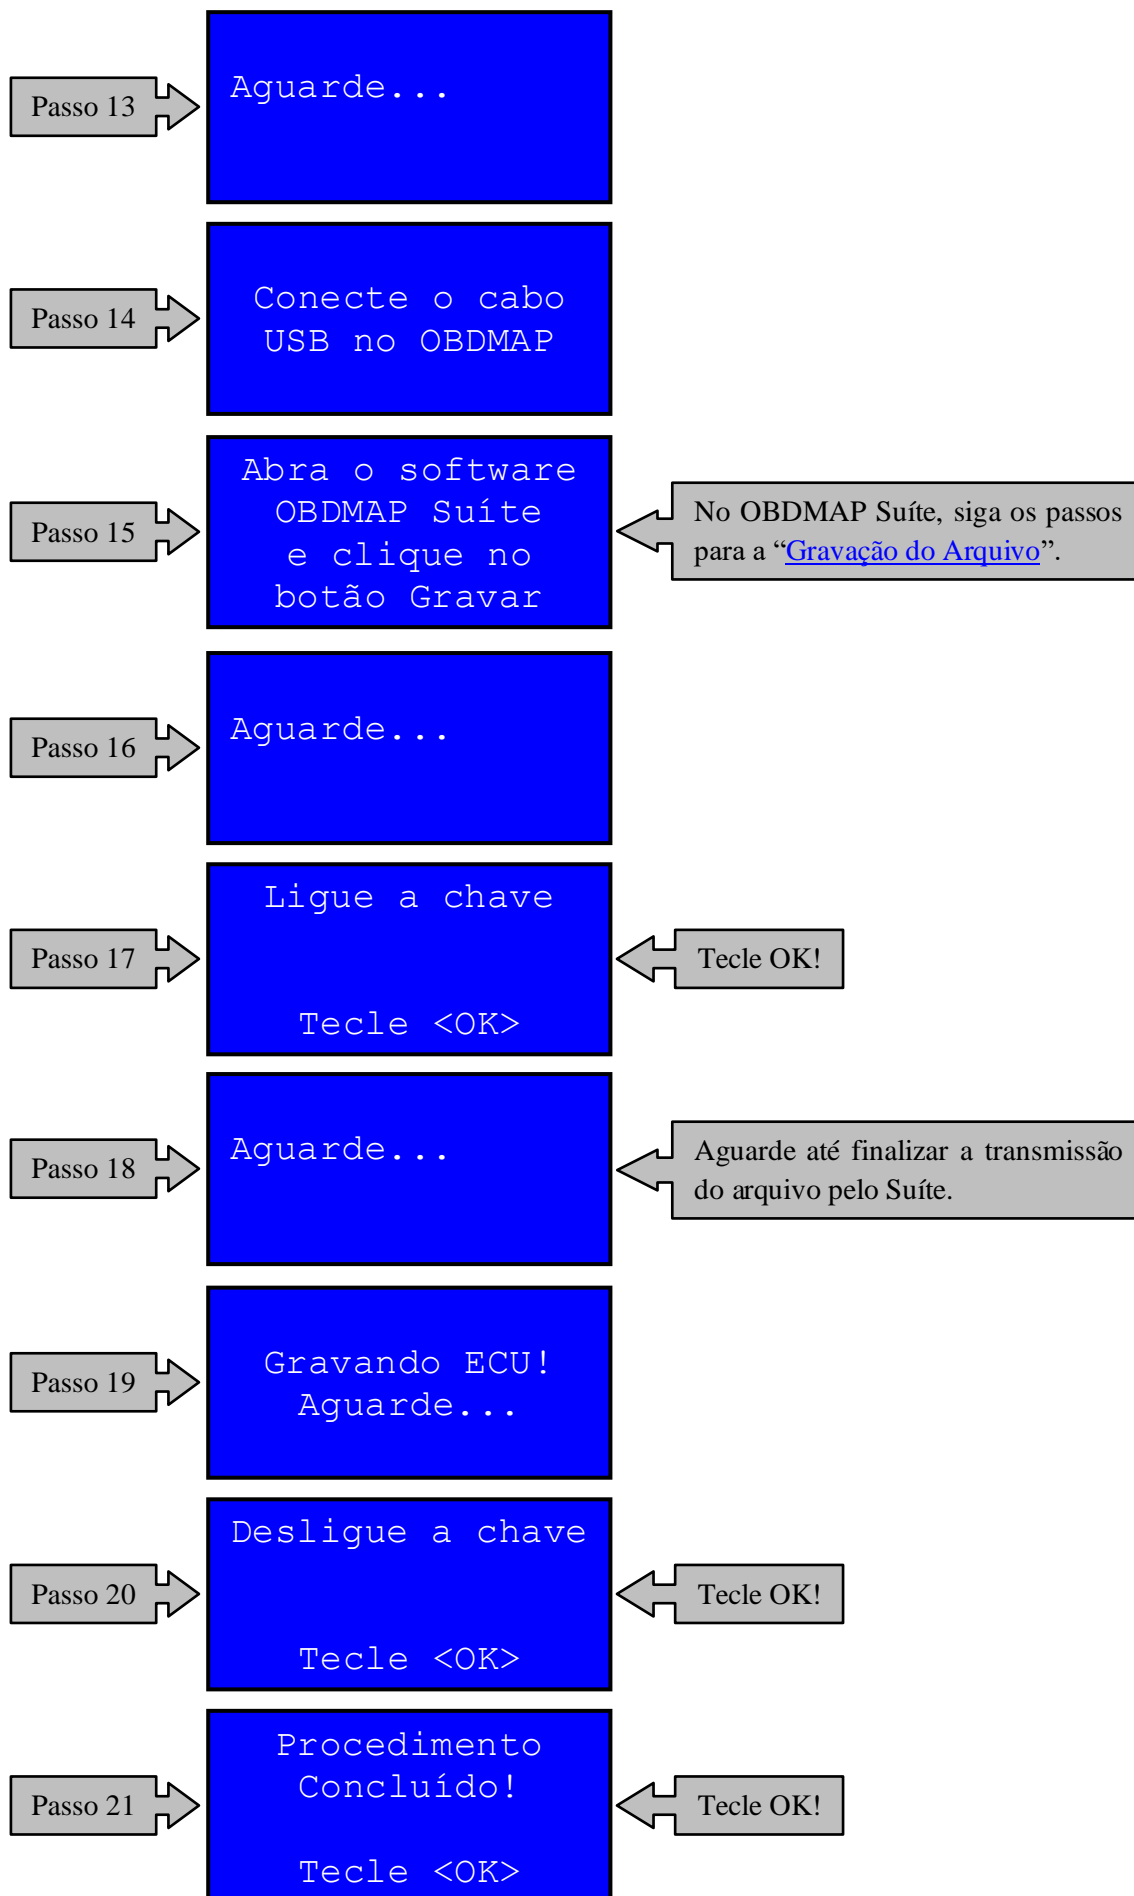 Passo 13
Aguarde...
Passo 14
Conecte o cabo
USB no OBDMAP
Passo 15
Abra o software
OBDMAP Suíte
e clique no
botão Gravar
No OBDMAP Suíte, siga os passos
para a “Gravação do Arquivo”.
Passo 16
Aguarde...
Passo 17
Ligue a chave
Tecle <OK>
Tecle OK!
Passo 18
Aguarde...
Aguarde até finalizar a transmissão
do arquivo pelo Suíte.
Passo 19
Gravando ECU!
Aguarde...
Passo 20
Desligue a chave
Tecle <OK>
Tecle OK!
Passo 21
Procedimento
Concluído!
Tecle <OK>
Tecle OK!